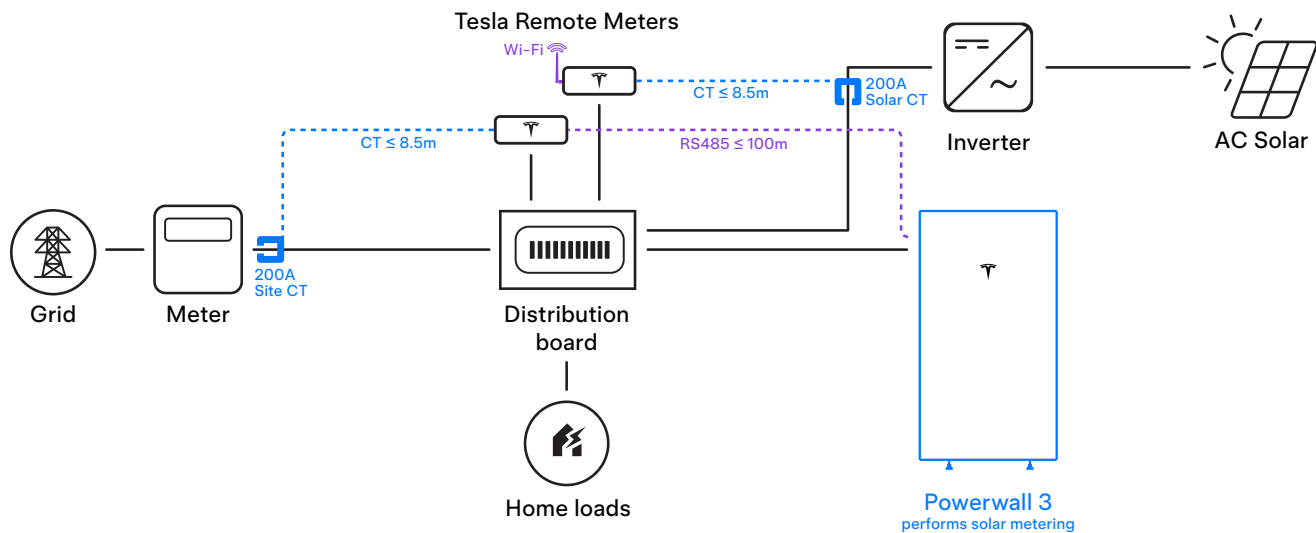 Tesla Remote Meters
Wi-Fi
CT ≤ 8.5m
200A
Solar CT
Inverter
AC Solar
CT ≤ 8.5m
RS485 ≤ 100m
200A
Site CT
Grid
Meter
Distribution
board
Home loads
Powerwall 3
performs solar metering